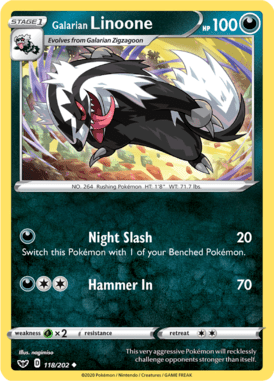 STAGE 1
Galarian Linoone HP 100
Evolves from Galarian Zigzagoon
NO. 264 Rushing Pokémon HT: 1'8" WT: 71.7 lbs.
Night Slash 20
Switch this Pokémon with 1 of your Benched Pokémon.
Hammer In 70
weakness ×2 resistance retreat
Illus. nagimiso
D 118/202
This very aggressive Pokémon will recklessly
challenge opponents stronger than itself.
©2020 Pokémon / Nintendo / Creatures / GAME FREAK